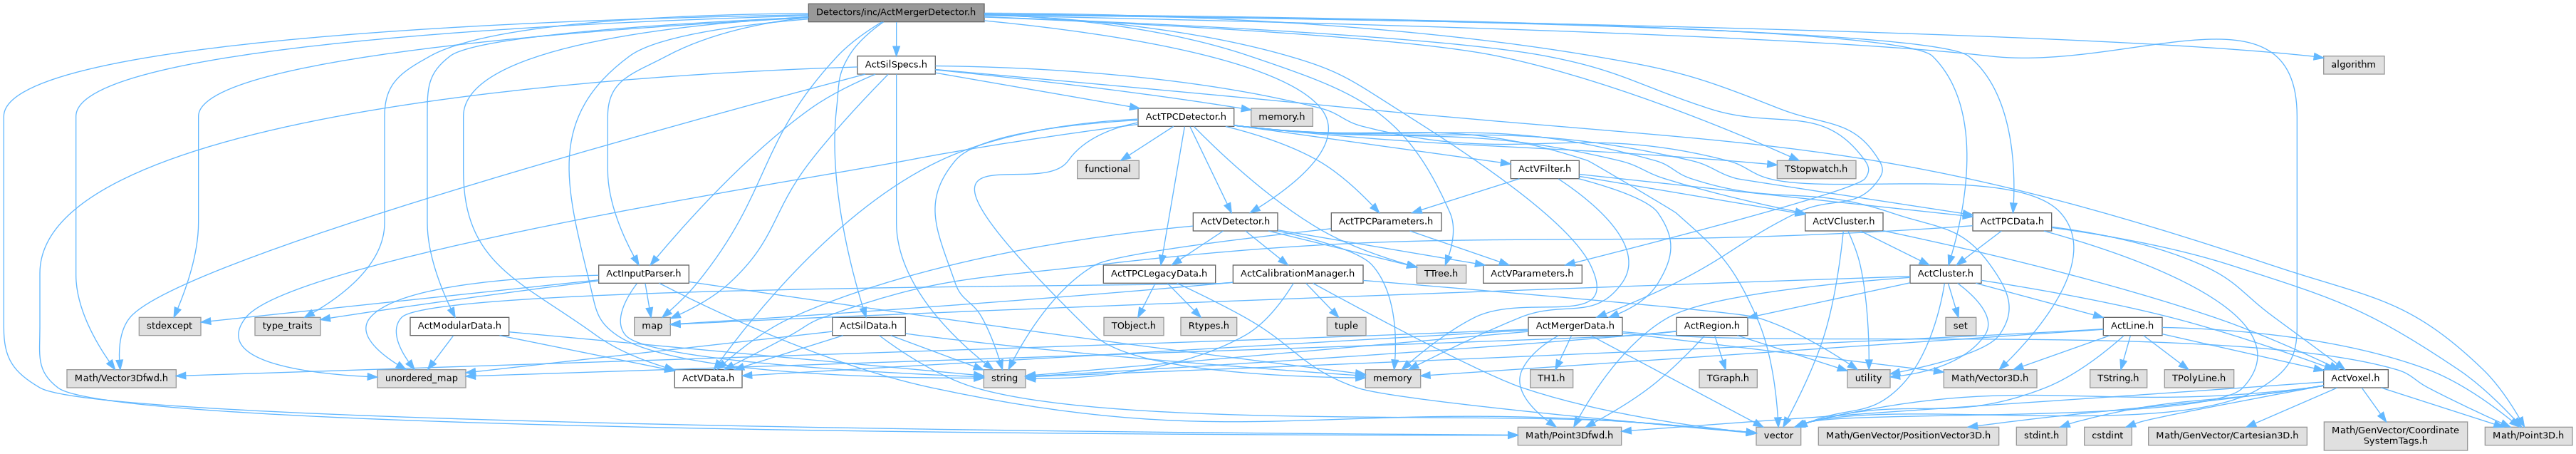 Detectors/inc/ActMergerDetector.h
ActSilSpecs.h
algorithm
ActTPCDetector.h
memory.h
functional
ActVFilter.h
TStopwatch.h
ActVDetector.h
ActTPCParameters.h
ActVCluster.h
ActTPCData.h
ActInputParser.h
ActTPCLegacyData.h
ActCalibrationManager.h
TTree.h
ActVParameters.h
ActCluster.h
stdexcept
type_traits
ActModularData.h
map
ActSilData.h
TObject.h
Rtypes.h
tuple
ActMergerData.h
ActRegion.h
set
ActLine.h
Math/Vector3Dfwd.h
unordered_map
ActVData.h
string
memory
TH1.h
TGraph.h
utility
Math/Vector3D.h
TString.h
TPolyLine.h
ActVoxel.h
Math/Point3Dfwd.h
vector
Math/GenVector/PositionVector3D.h
stdint.h
cstdint
Math/GenVector/Cartesian3D.h
Math/GenVector/Coordinate
SystemTags.h
Math/Point3D.h